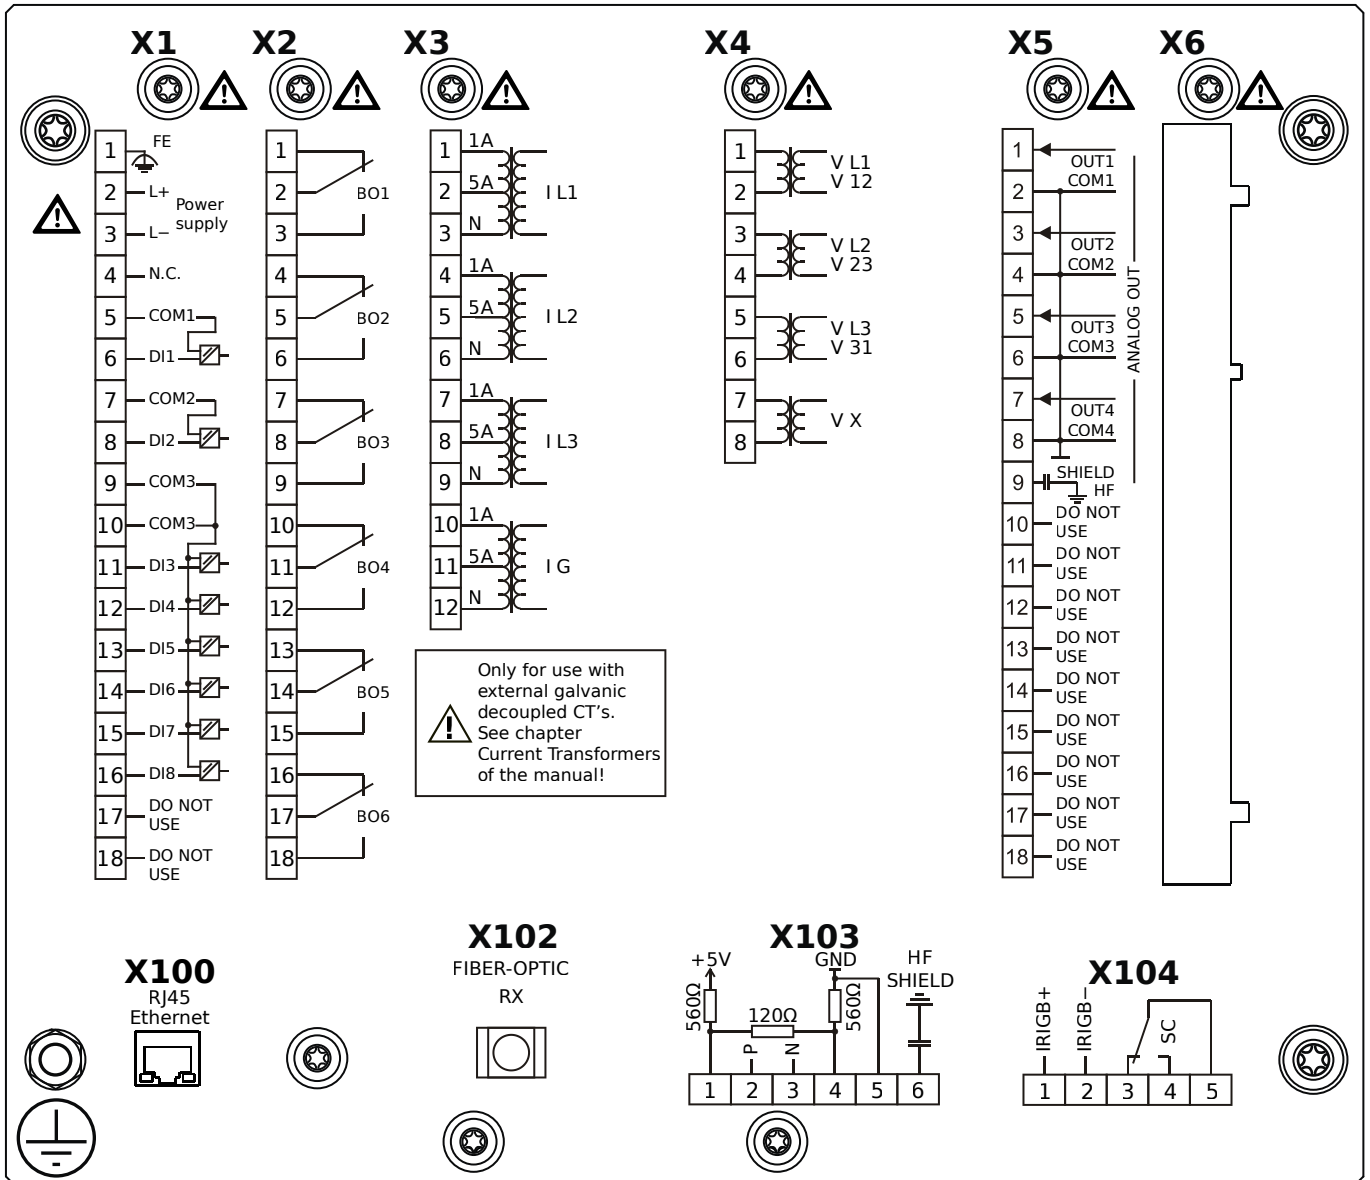 X1
1
FE
2
L+
Power
supply
3
L−
4
N.C.
5
COM1
6
DI1
7
COM2
8
DI2
9
COM3
10
COM3
11
DI3
12
DI4
13
DI5
14
DI6
15
DI7
16
DI8
17
DO NOT
USE
18
DO NOT
USE
X2
1
2
BO1
3
4
5
BO2
6
7
8
BO3
9
10
11
BO4
12
13
14
BO5
15
16
17
BO6
18
X3
1
1A
2
5A
I L1
3
N
4
1A
5
5A
I L2
6
N
7
1A
8
5A
I L3
9
N
10
1A
11
5A
I G
12
N
Only for use with
external galvanic
decoupled CT's.
See chapter
Current Transformers
of the manual!
X4
1
2
V L1
V 12
3
4
V L2
V 23
5
6
V L3
V 31
7
8
V X
X5
1
OUT1
2
COM1
3
OUT2
4
COM2
5
OUT3
6
COM3
7
OUT4
8
COM4
ANALOG OUT
9
SHIELD
HF
10
DO NOT
USE
11
DO NOT
USE
12
DO NOT
USE
13
DO NOT
USE
14
DO NOT
USE
15
DO NOT
USE
16
DO NOT
USE
17
DO NOT
USE
18
DO NOT
USE
X6
X100
RJ45
Ethernet
X102
FIBER-OPTIC
RX
X103
+5V
GND
HF
SHIELD
560Ω
120Ω
560Ω
P
N
1 2 3 4 5 6
X104
IRIGB+
IRIGB−
SC
1 2 3 4 5